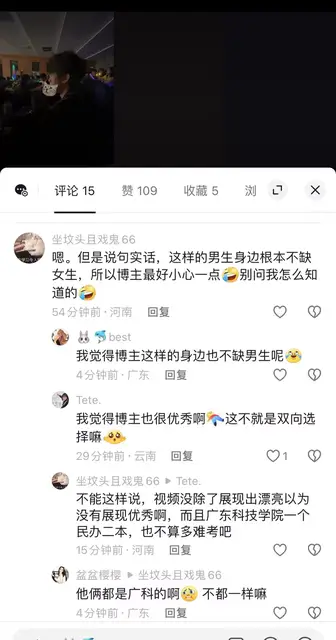 评论 15
赞 109
收藏 5
浏
坐坟头且戏鬼66
嗯。但是说句实话，这样的男生身边根本不缺
女生，所以博主最好小心一点🤣别问我怎么知
道的🤣
54分钟前 · 河南 回复
🐰🐬best
我觉得博主这样的身边也不缺男生呢😂
4分钟前 · 广东 回复
Tete.
我觉得博主也很优秀啊⛱️这不就是双向选
择嘛🥺
29分钟前 · 云南 回复
1
坐坟头且戏鬼66 ▸ Tete.
不能这样说，视频没除了展现出漂亮以为
没有展现优秀啊，而且广东科技学院一个
民办二本，也不算多难考吧
15分钟前 · 河南 回复
盆盆樱樱 ▸ 坐坟头且戏鬼66
他俩都是广科的啊🥹 不都一样嘛
4分钟前 · 广东 回复